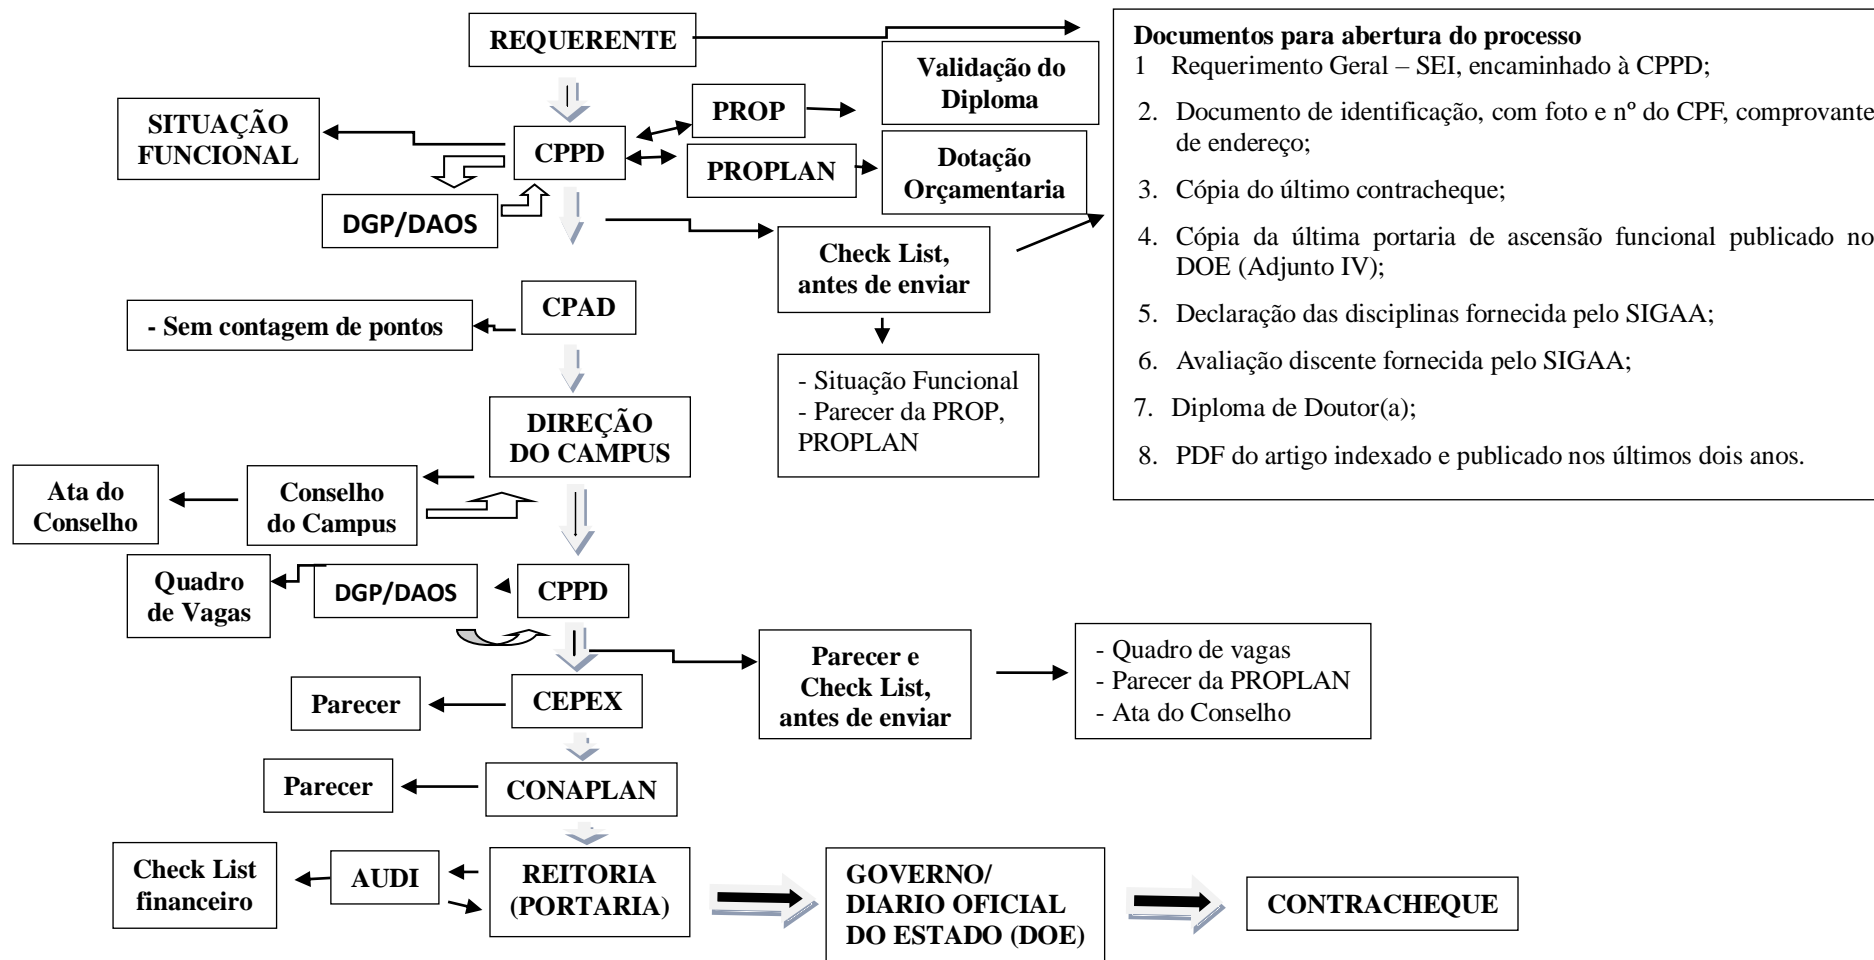 REQUERENTE
Validação do
Diploma
PROP
SITUAÇÃO
FUNCIONAL
CPPD
PROPLAN
Dotação
Orçamentaria
DGP/DAOS
Check List,
antes de enviar
CPAD
- Sem contagem de pontos
- Situação Funcional
- Parecer da PROP,
PROPLAN
DIREÇÃO
DO CAMPUS
Ata do
Conselho
Conselho
do Campus
Quadro
de Vagas
DGP/DAOS
CPPD
Parecer e
Check List,
antes de enviar
- Quadro de vagas
- Parecer da PROPLAN
- Ata do Conselho
Parecer
CEPEX
Parecer
CONAPLAN
Check List
financeiro
AUDI
REITORIA
(PORTARIA)
GOVERNO/
DIARIO OFICIAL
DO ESTADO (DOE)
CONTRACHEQUE
Documentos para abertura do processo
1 Requerimento Geral – SEI, encaminhado à CPPD;
2. Documento de identificação, com foto e nº do CPF, comprovante
de endereço;
3. Cópia do último contracheque;
4. Cópia da última portaria de ascensão funcional publicado no
DOE (Adjunto IV);
5. Declaração das disciplinas fornecida pelo SIGAA;
6. Avaliação discente fornecida pelo SIGAA;
7. Diploma de Doutor(a);
8. PDF do artigo indexado e publicado nos últimos dois anos.